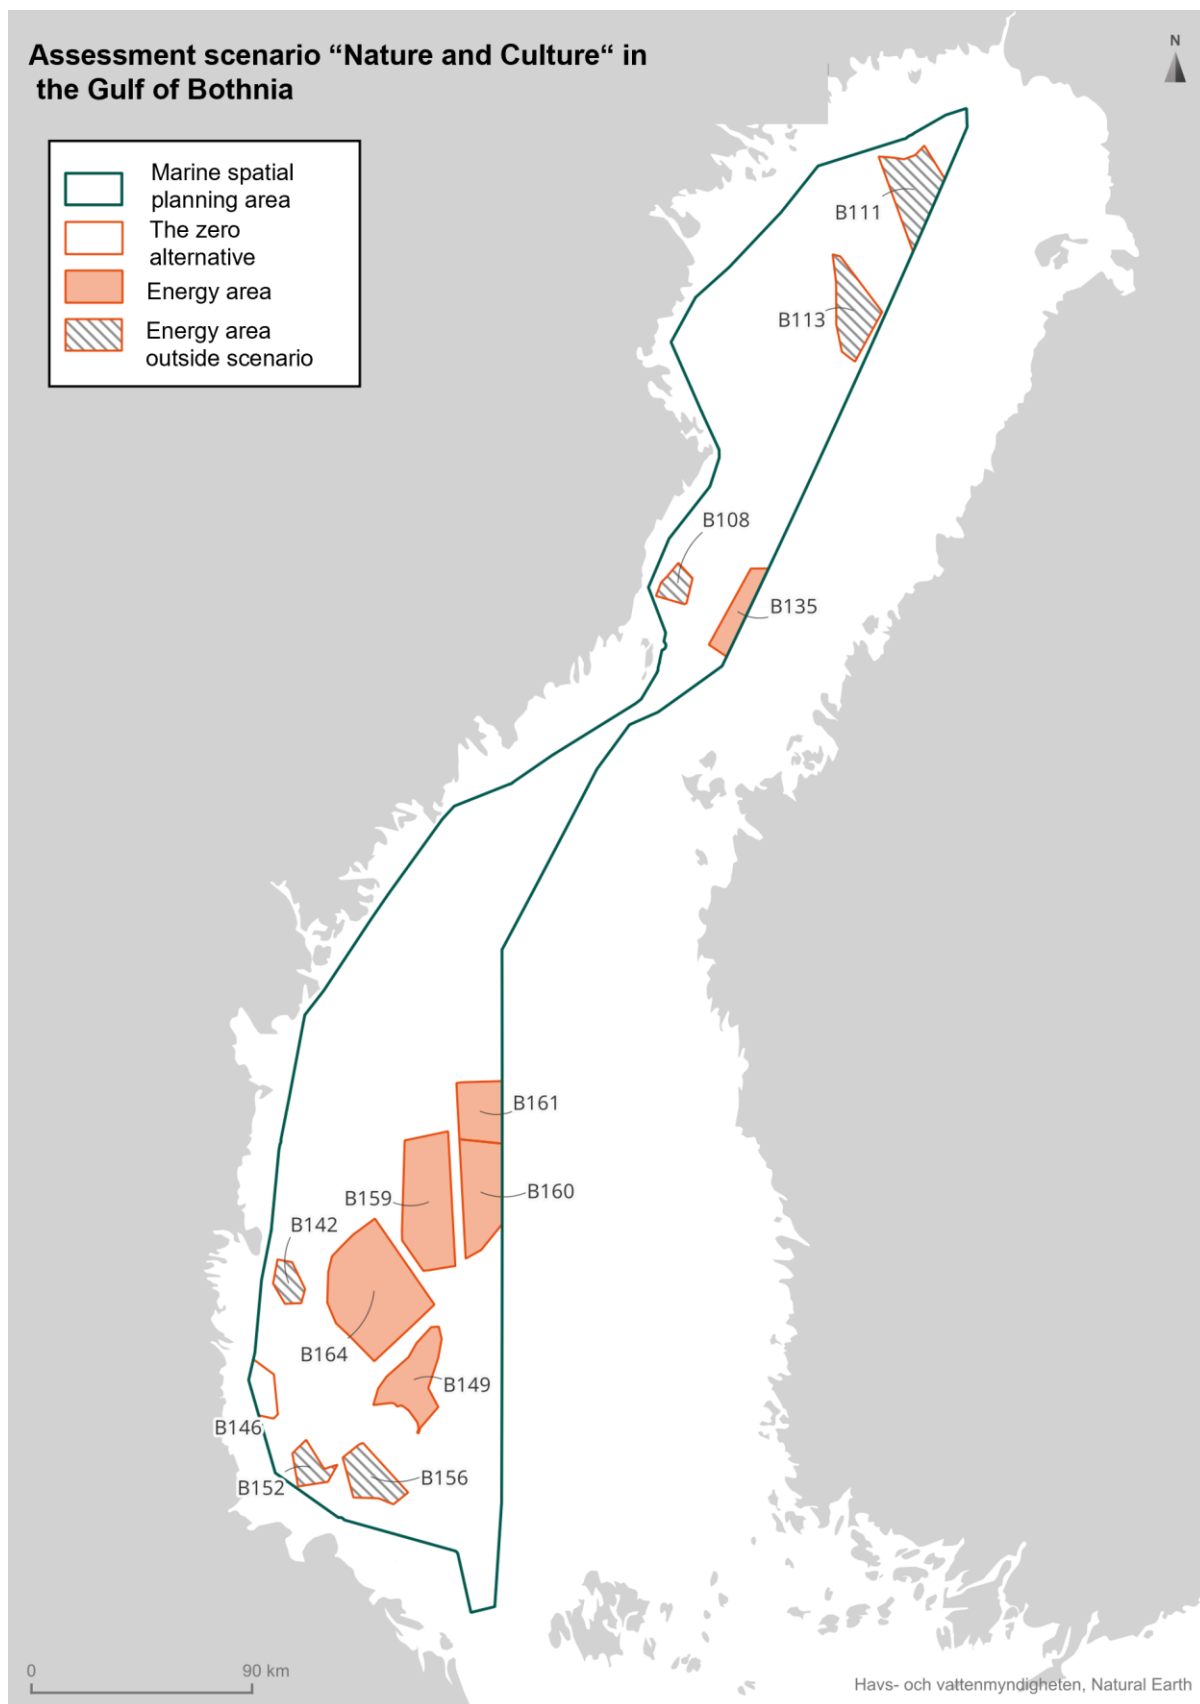 Assessment scenario “Nature and Culture“ in
the Gulf of Bothnia
N
Marine spatial
planning area
The zero
alternative
Energy area
Energy area
outside scenario
B111
B113
B108
B135
B161
B160
B159
B142
B164
B149
B146
B156
B152
0
90 km
Havs- och vattenmyndigheten, Natural Earth